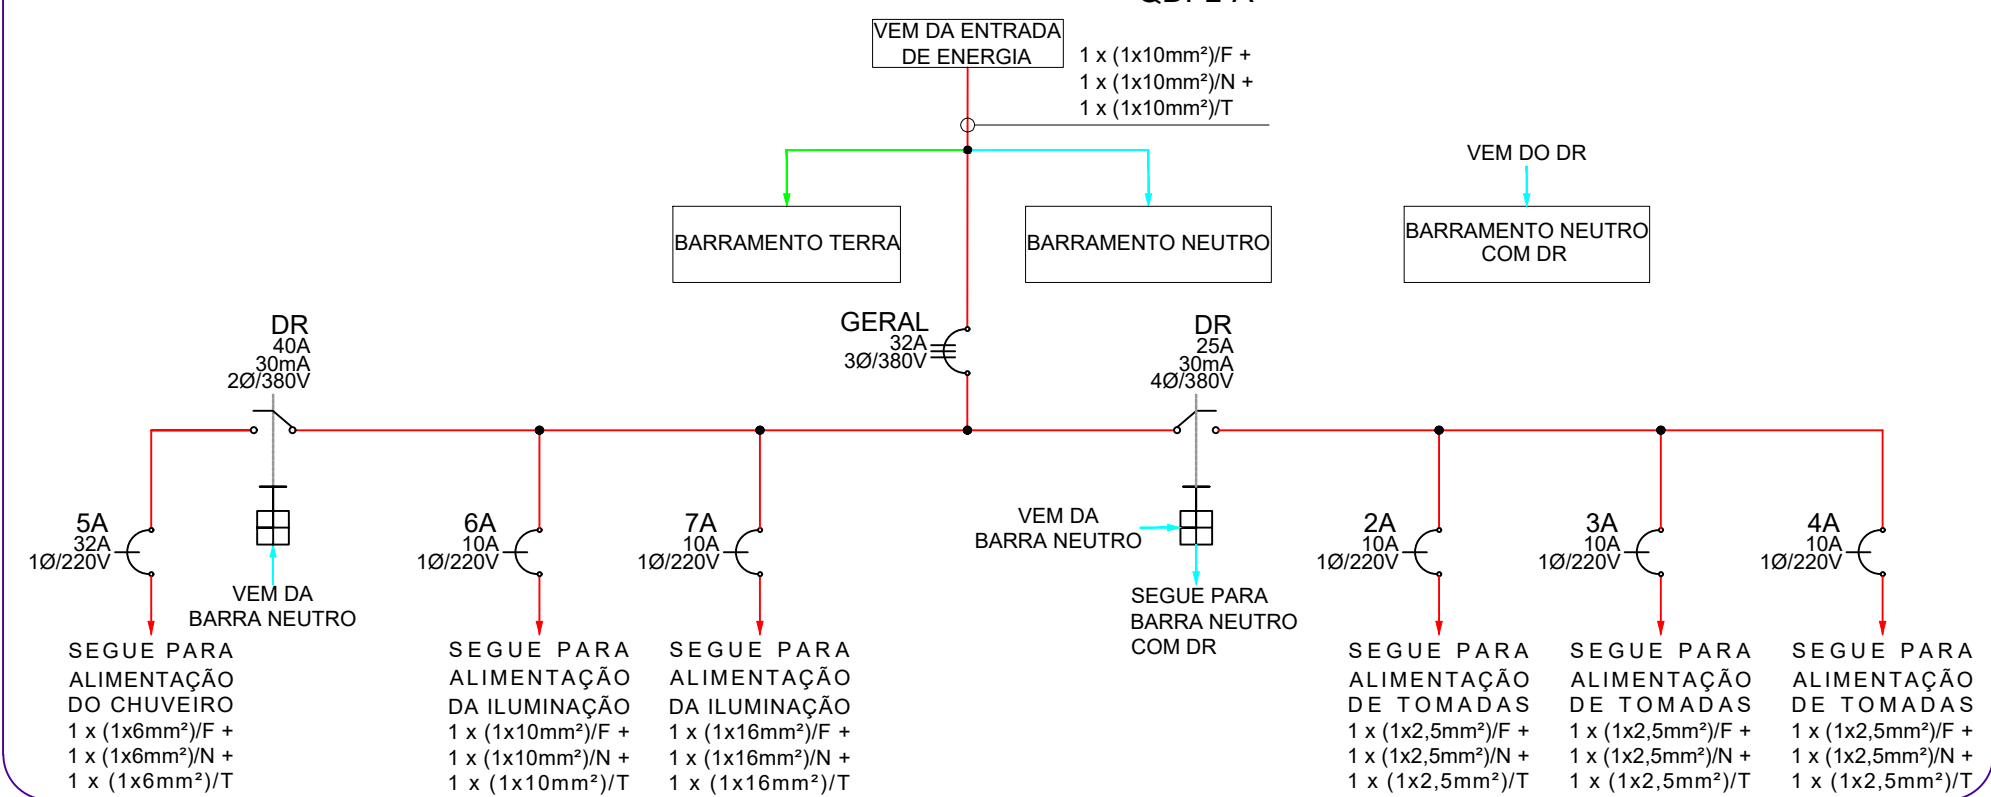 VEM DA ENTRADA
DE ENERGIA
1 x (1x10mm²)/F +
1 x (1x10mm²)/N +
1 x (1x10mm²)/T
VEM DO DR
BARRAMENTO TERRA
BARRAMENTO NEUTRO
BARRAMENTO NEUTRO
COM DR
DR
40A
30mA
2Ø/380V
GERAL
32A
3Ø/380V
DR
25A
30mA
4Ø/380V
5A
32A
1Ø/220V
VEM DA
BARRA NEUTRO
6A
10A
1Ø/220V
7A
10A
1Ø/220V
VEM DA
BARRA NEUTRO
SEGUE PARA
BARRA NEUTRO
COM DR
2A
10A
1Ø/220V
3A
10A
1Ø/220V
4A
10A
1Ø/220V
SEGUE PARA
ALIMENTAÇÃO
DO CHUVEIRO
1 x (1x6mm²)/F +
1 x (1x6mm²)/N +
1 x (1x6mm²)/T
SEGUE PARA
ALIMENTAÇÃO
DA ILUMINAÇÃO
1 x (1x10mm²)/F +
1 x (1x10mm²)/N +
1 x (1x10mm²)/T
SEGUE PARA
ALIMENTAÇÃO
DA ILUMINAÇÃO
1 x (1x16mm²)/F +
1 x (1x16mm²)/N +
1 x (1x16mm²)/T
SEGUE PARA
ALIMENTAÇÃO
DE TOMADAS
1 x (1x2,5mm²)/F +
1 x (1x2,5mm²)/N +
1 x (1x2,5mm²)/T
SEGUE PARA
ALIMENTAÇÃO
DE TOMADAS
1 x (1x2,5mm²)/F +
1 x (1x2,5mm²)/N +
1 x (1x2,5mm²)/T
SEGUE PARA
ALIMENTAÇÃO
DE TOMADAS
1 x (1x2,5mm²)/F +
1 x (1x2,5mm²)/N +
1 x (1x2,5mm²)/T